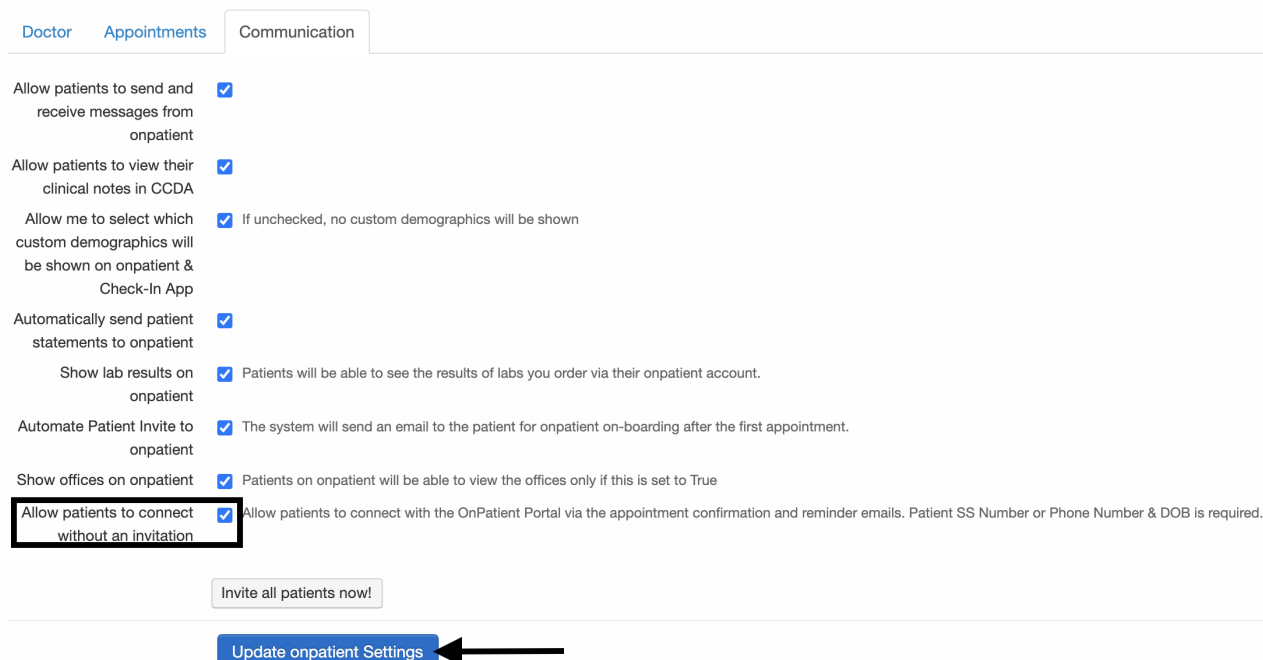 Doctor Appointments Communication
Allow patients to send and
receive messages from
onpatient
Allow patients to view their
clinical notes in CCDA
Allow me to select which If unchecked, no custom demographics will be shown
custom demographics will
be shown on onpatient &
Check-In App
Automatically send patient
statements to onpatient
Show lab results on Patients will be able to see the results of labs you order via their onpatient account.
onpatient
Automate Patient Invite to The system will send an email to the patient for onpatient on-boarding after the first appointment.
onpatient
Show offices on onpatient Patients on onpatient will be able to view the offices only if this is set to True
Allow patients to connect Allow patients to connect with the OnPatient Portal via the appointment confirmation and reminder emails. Patient SS Number or Phone Number & DOB is required.
without an invitation
Invite all patients now!
Update onpatient Settings